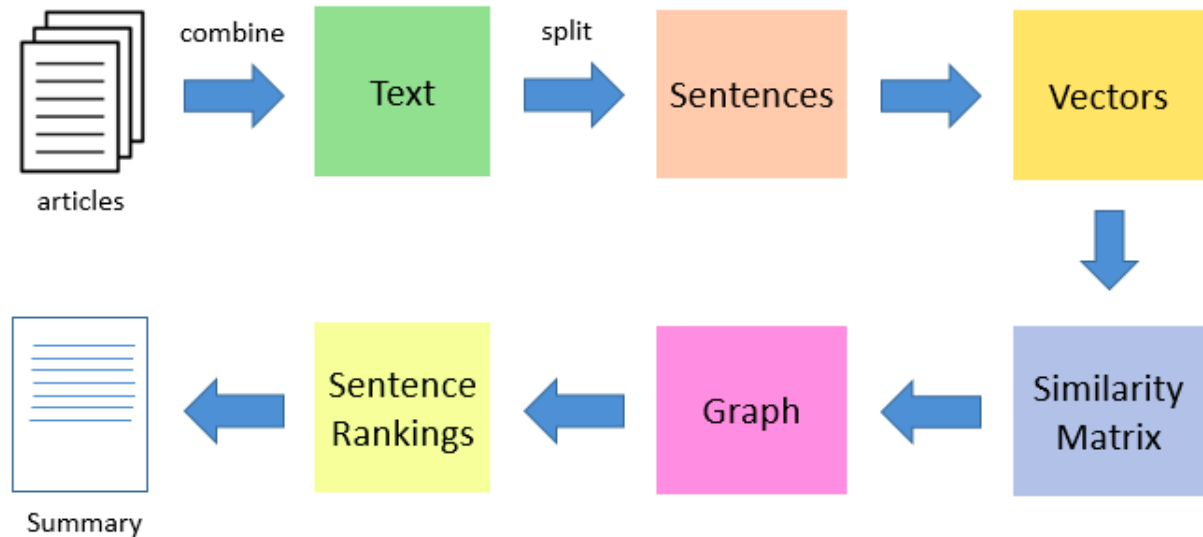 combine
split
Text
Sentences
Vectors
articles
Sentence
Rankings
Graph
Similarity
Matrix
Summary